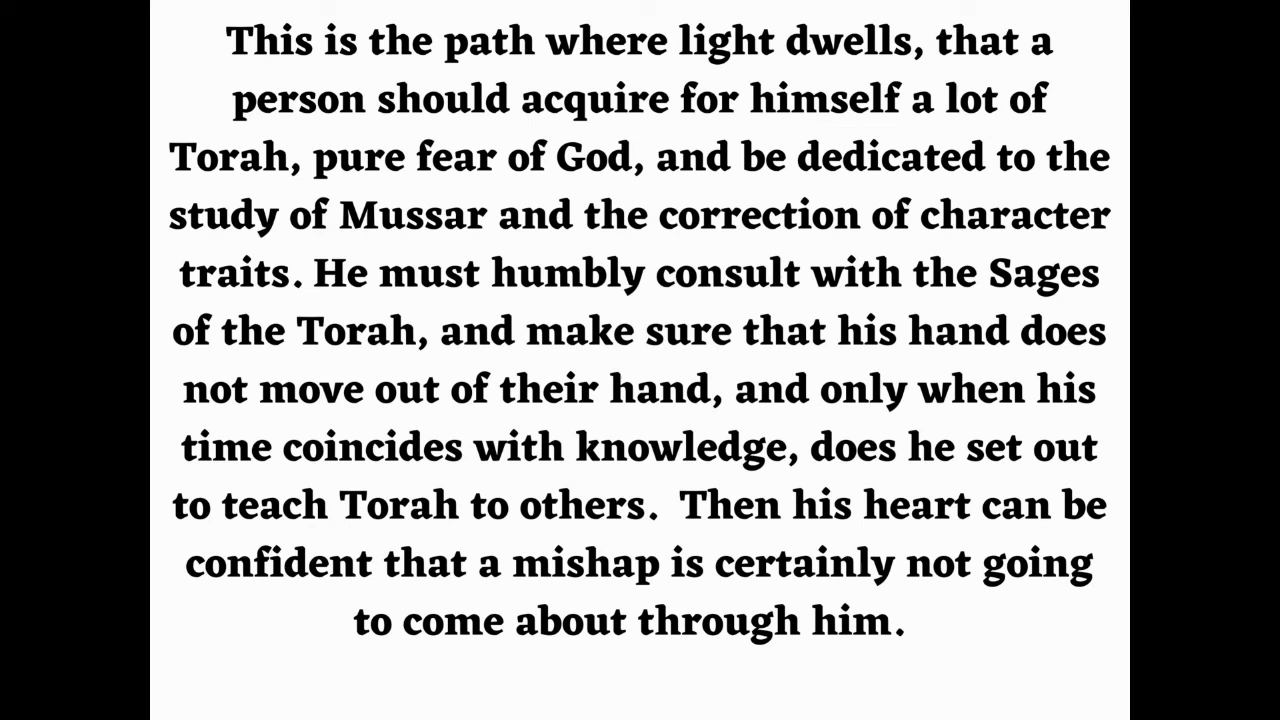 This is the path where light dwells, that a
person should acquire for himself a lot of
Torah, pure fear of God, and be dedicated to the
study of Mussar and the correction of character
traits. He must humbly consult with the Sages
of the Torah, and make sure that his hand does
not move out of their hand, and only when his
time coincides with knowledge, does he set out
to teach Torah to others.  Then his heart can be
confident that a mishap is certainly not going
to come about through him.